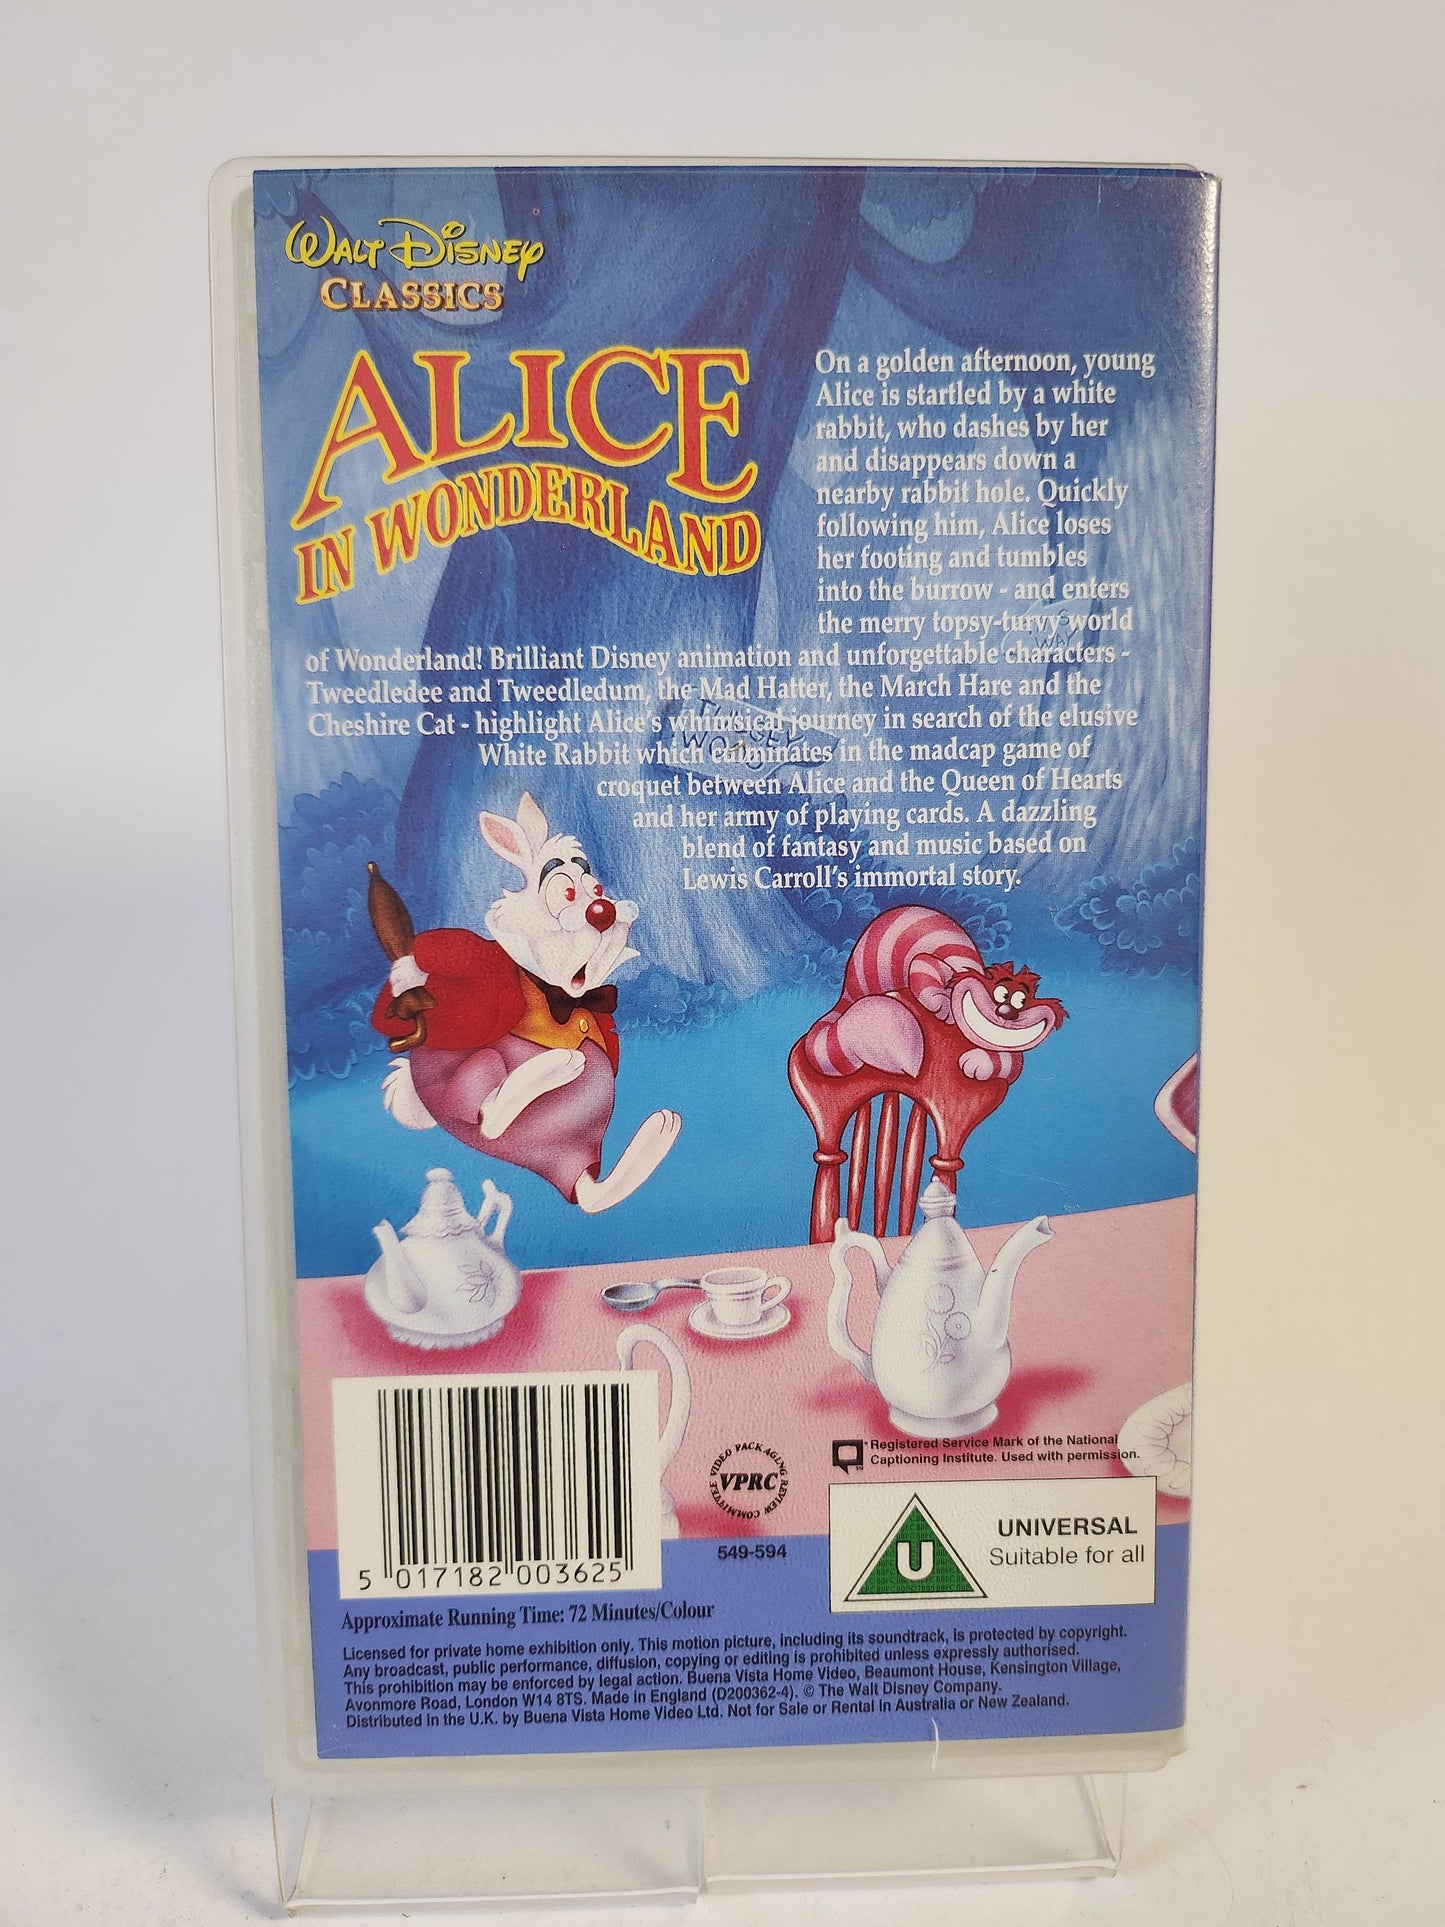 WALT DISNEY
CLASSICS
ALICE
IN WONDERLAND
On a golden afternoon, young
Alice is startled by a white
rabbit, who dashes by her
and disappears down a
nearby rabbit hole. Quickly
following him, Alice loses
her footing and tumbles
into the burrow - and enters
the merry topsy-turvy world
of Wonderland! Brilliant Disney animation and unforgettable characters -
Tweedledee and Tweedledum, the Mad Hatter, the March Hare and the
Cheshire Cat - highlight Alice's whimsical journey in search of the elusive
White Rabbit which culminates in the madcap game of
croquet between Alice and the Queen of Hearts
and her army of playing cards. A dazzling
blend of fantasy and music based on
Lewis Carroll's immortal story.
WAY
TULGEY
WOOD
5 017182 003625
VIDEO PACKAGING REVIEW COMMITTEE
VPRC
549-594
Registered Service Mark of the National
Captioning Institute. Used with permission.
U
UNIVERSAL
Suitable for all
Approximate Running Time: 72 Minutes/Colour
Licensed for private home exhibition only. This motion picture, including its soundtrack, is protected by copyright.
Any broadcast, public performance, diffusion, copying or editing is prohibited unless expressly authorised.
This prohibition may be enforced by legal action. Buena Vista Home Video, Beaumont House, Kensington Village,
Avonmore Road, London W14 8TS. Made in England (D200362-4). © The Walt Disney Company.
Distributed in the U.K. by Buena Vista Home Video Ltd. Not for Sale or Rental in Australia or New Zealand.